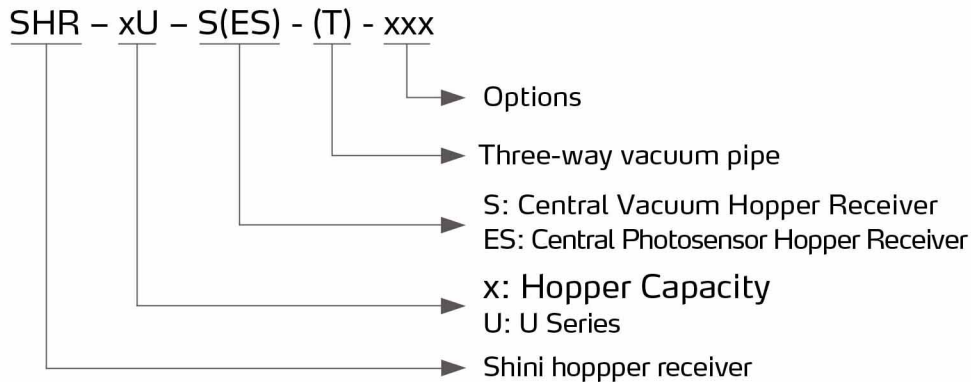 SHR – xU – S(ES) - (T) - xxx
Options
Three-way vacuum pipe
S: Central Vacuum Hopper Receiver
ES: Central Photosensor Hopper Receiver
x: Hopper Capacity
U: U Series
Shini hoppper receiver